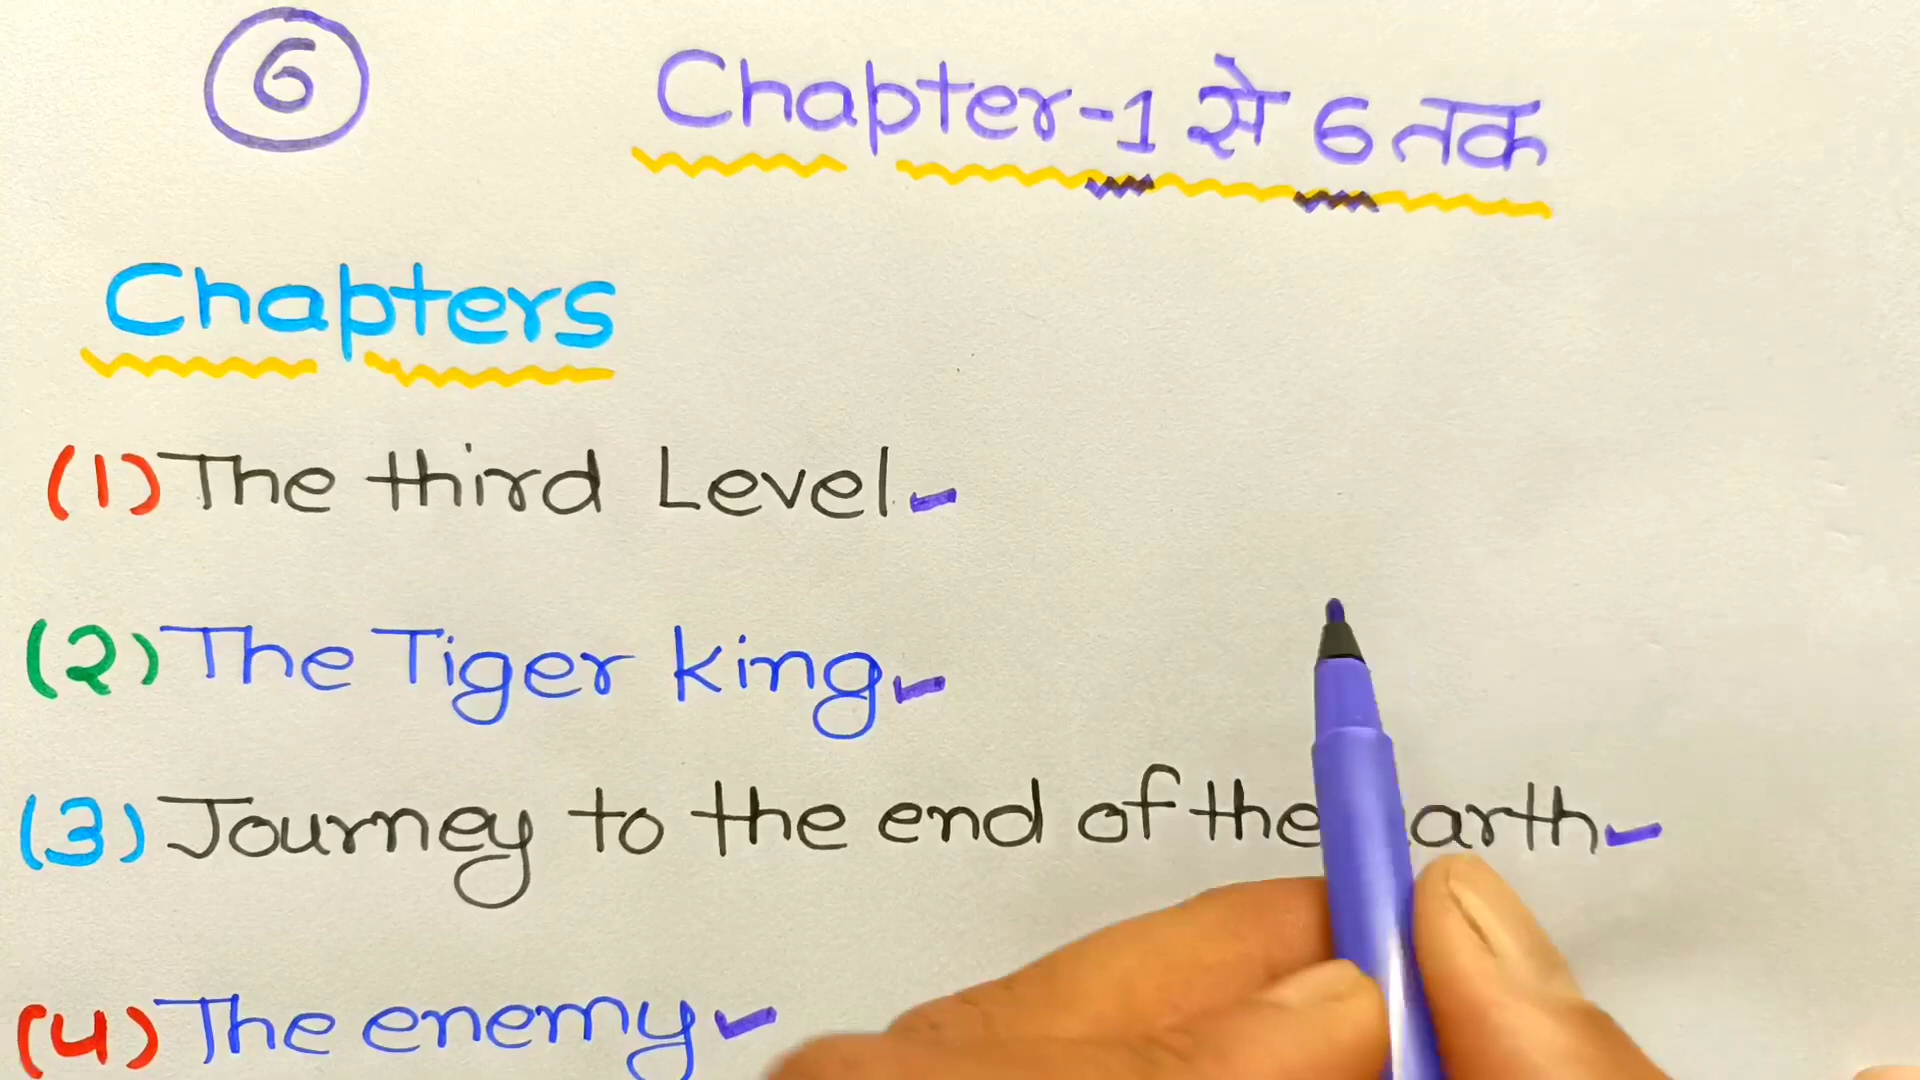 6
Chapter-1 से 6 तक
Chapters
(1) The third Level
(2) The Tiger king
(3) Journey to the end of the arth
(4) The enemy